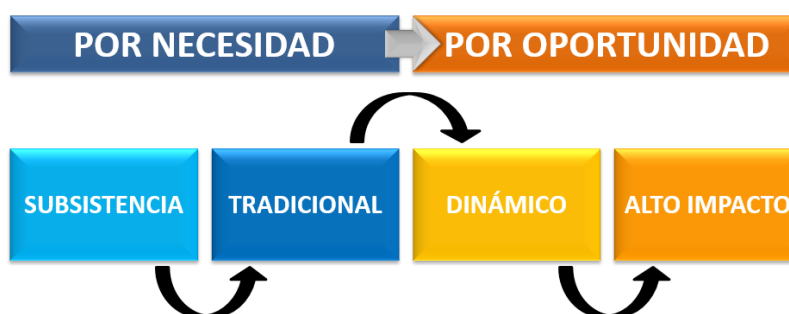 POR NECESIDAD
POR OPORTUNIDAD
SUBSISTENCIA
TRADICIONAL
DINÁMICO
ALTO IMPACTO